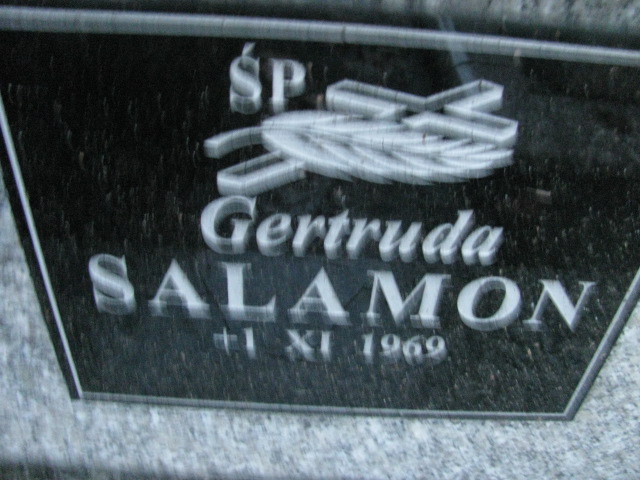 ŚP
Gertruda
SALAMON
+1 XI 1969